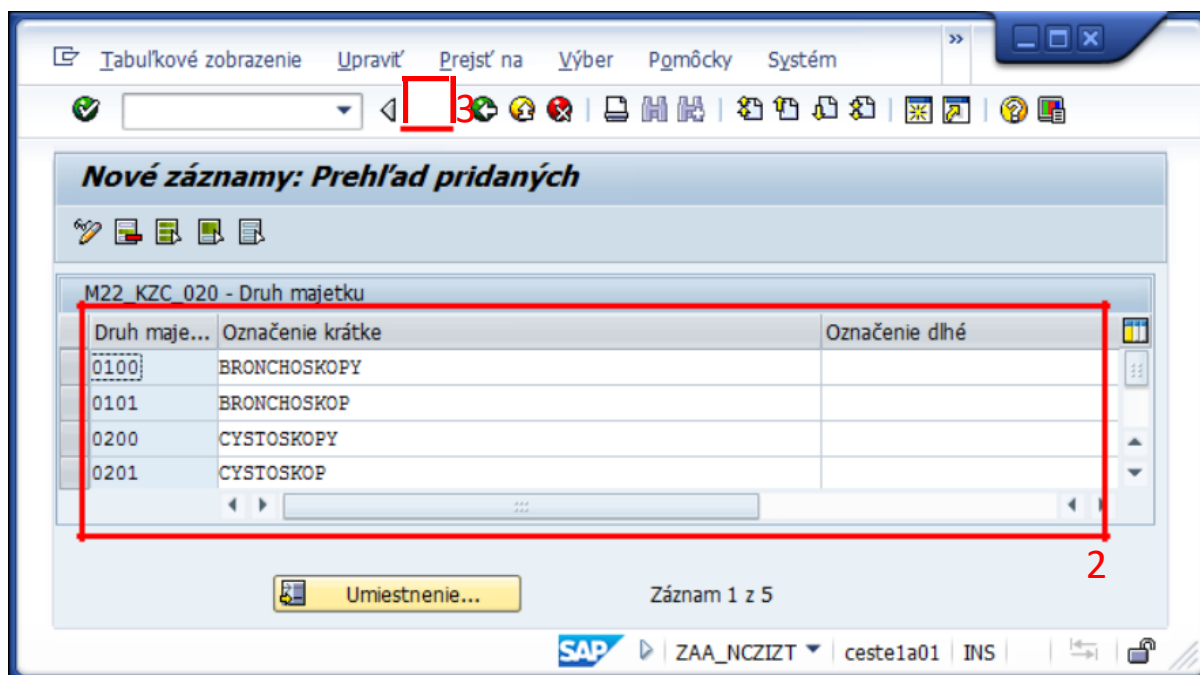 Tabuľkové zobrazenie Upraviť Prejsť na Výber Pomôcky Systém »
3
Nové záznamy: Prehľad pridaných
M22_KZC_020 - Druh majetku
Druh maje... Označenie krátke Označenie dlhé
0100 BRONCHOSKOPY
0101 BRONCHOSKOP
0200 CYSTOSKOPY
0201 CYSTOSKOP
2
Umiestnenie... Záznam 1 z 5
SAP ZAA_NCZIZT ceste1a01 INS